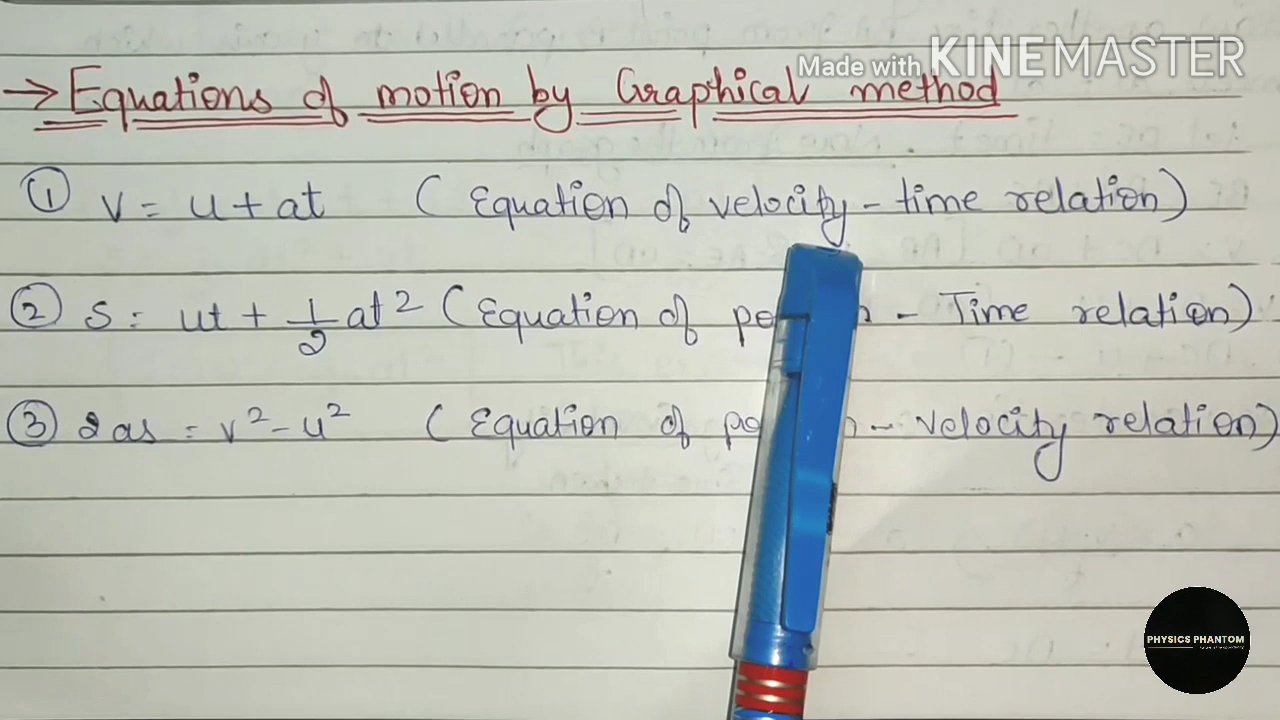 Made with KINEMASTER
→ Equations of motion by Graphical method
① v = u + at ( Equation of velocity - time relation )
② s = ut + 1/2 at² ( Equation of - Time relation )
③ 2as = v² - u² ( Equation of - velocity relation )
PHYSICS PHANTOM